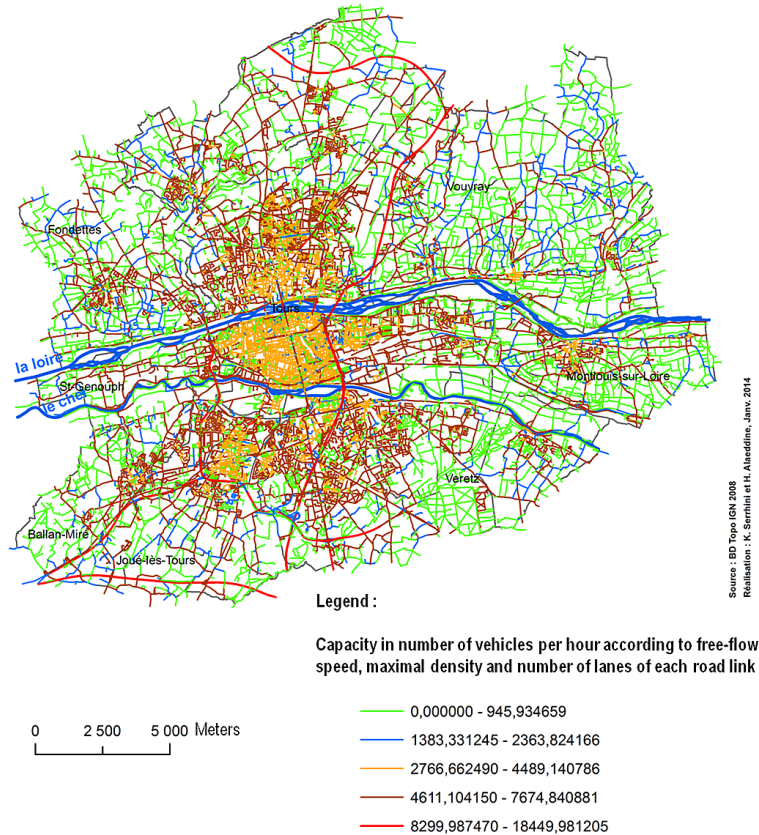 Vouvray
Fondettes
Tours
la loire
St-Genouph
le cher
Montlouis-sur-Loire
Veretz
Ballan-Miré
Joué-lès-Tours
Source : BD Topo IGN 2008
Réalisation : K. Serrhini et H. Alaeddine, Janv. 2014
Legend :
Capacity in number of vehicles per hour according to free-flow
speed, maximal density and number of lanes of each road link
0 2 500 5 000 Meters
0,000000 - 945,934659
1383,331245 - 2363,824166
2766,662490 - 4489,140786
4611,104150 - 7674,840881
8299,987470 - 18449,981205